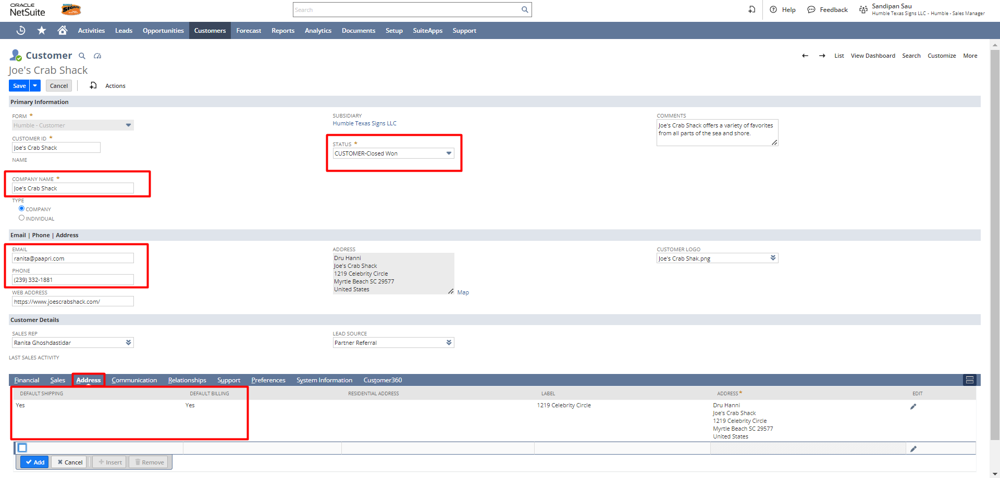 ORACLE
NetSuite
SIGNS
Search
Help
Feedback
Sandipan Sau
Humble Texas Signs LLC - Humble - Sales Manager
Activities Leads Opportunities Customers Forecast Reports Analytics Documents Setup SuiteApps Support
Customer
List View Dashboard Search Customize More
Joe's Crab Shack
Save Cancel Actions
Primary Information
FORM *
Humble - Customer
CUSTOMER ID *
Joe's Crab Shack
NAME
COMPANY NAME *
Joe's Crab Shack
TYPE
COMPANY
INDIVIDUAL
SUBSIDIARY
Humble Texas Signs LLC
STATUS *
CUSTOMER-Closed Won
COMMENTS
Joe's Crab Shack offers a variety of favorites
from all parts of the sea and shore.
Email | Phone | Address
EMAIL
ranita@paapri.com
PHONE
(239) 332-1881
WEB ADDRESS
https://www.joescrabshack.com/
ADDRESS
Dru Hanni
Joe's Crab Shack
1219 Celebrity Circle
Myrtle Beach SC 29577
United States
Map
CUSTOMER LOGO
Joe's Crab Shak.png
Customer Details
SALES REP
Ranita Ghoshdastidar
LEAD SOURCE
Partner Referral
LAST SALES ACTIVITY
Financial Sales Address Communication Relationships Support Preferences System Information Customer360
DEFAULT SHIPPING DEFAULT BILLING RESIDENTIAL ADDRESS LABEL ADDRESS * EDIT
Yes Yes 1219 Celebrity Circle Dru Hanni
Joe's Crab Shack
1219 Celebrity Circle
Myrtle Beach SC 29577
United States
Add Cancel Insert Remove